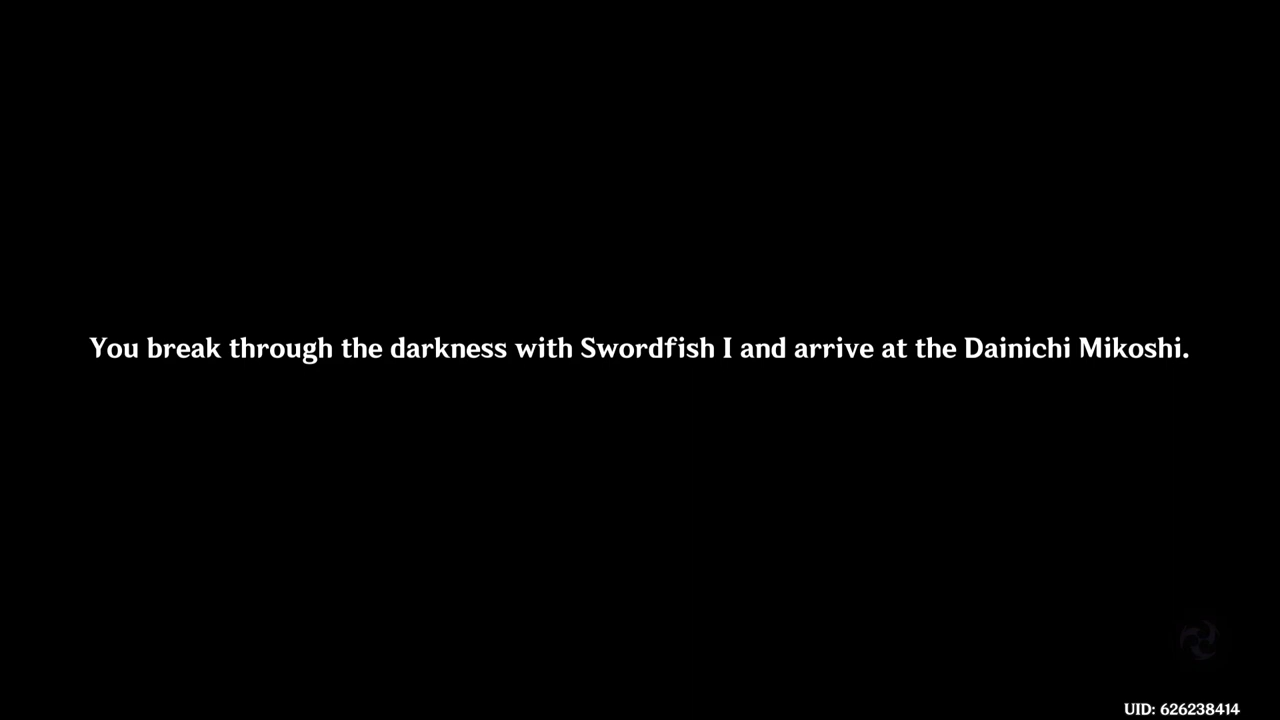 You break through the darkness with Swordfish I and arrive at the Dainichi Mikoshi.
UID: 626238414